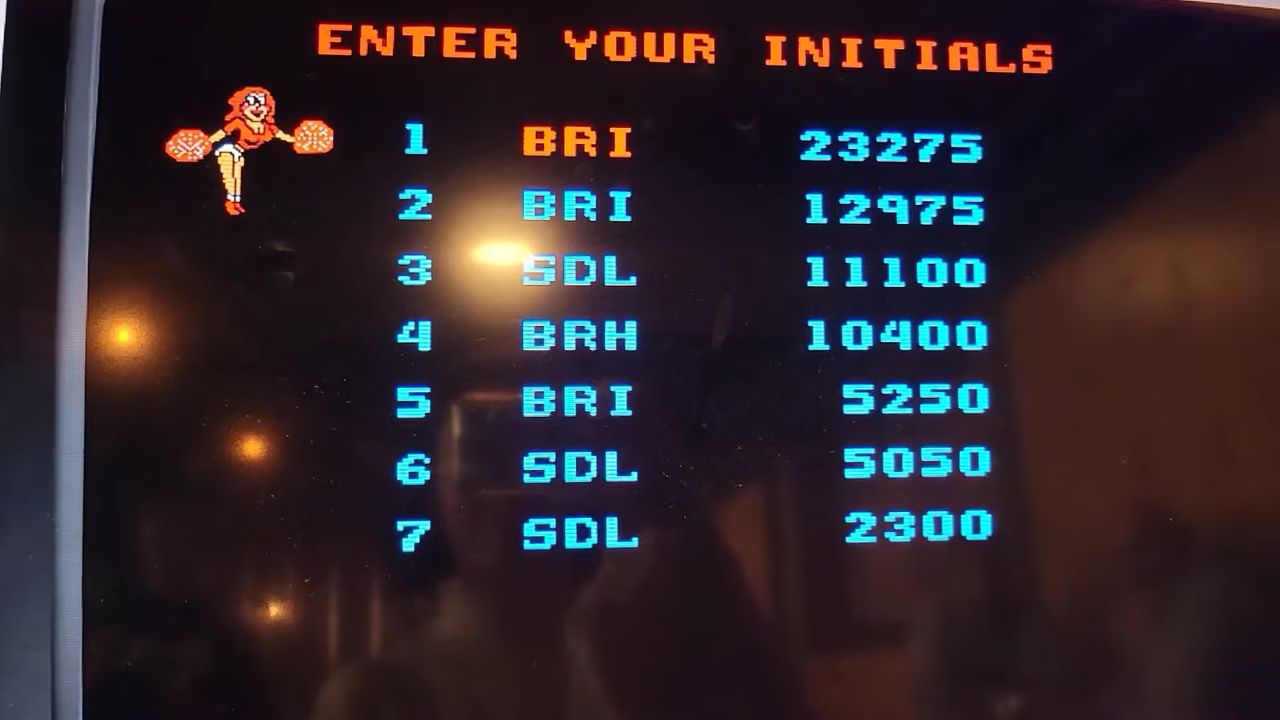 ENTER YOUR INITIALS
1 BRI 23275
2 BRI 12975
3 SDL 11100
4 BRH 10400
5 BRI 5250
6 SDL 5050
7 SDL 2300